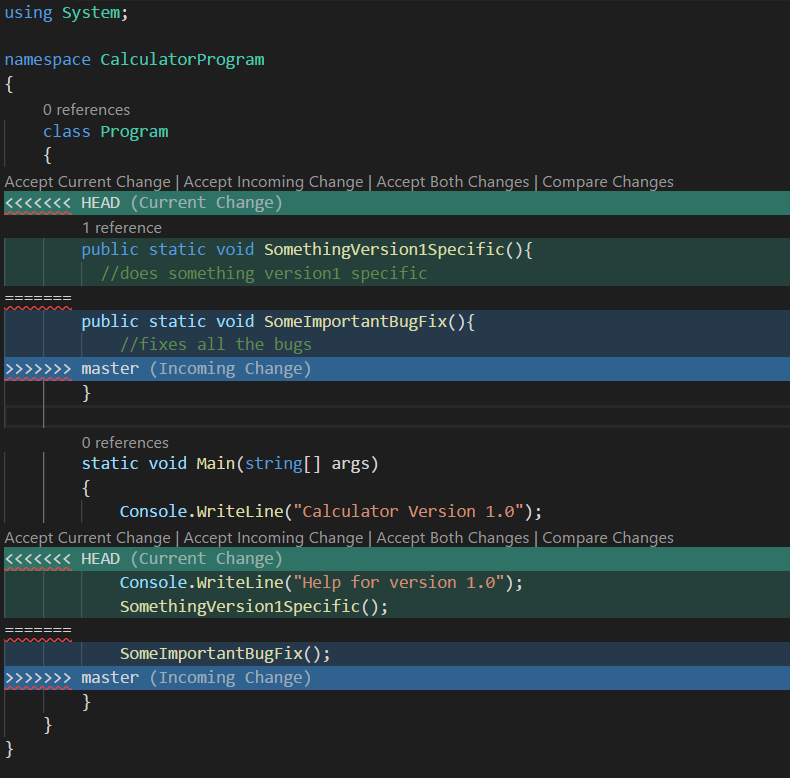 using System;
namespace CalculatorProgram
{
0 references
class Program
{
Accept Current Change | Accept Incoming Change | Accept Both Changes | Compare Changes
<<<<<<< HEAD (Current Change)
1 reference
public static void SomethingVersion1Specific(){
//does something version1 specific
=======
public static void SomeImportantBugFix(){
//fixes all the bugs
>>>>>>> master (Incoming Change)
}
0 references
static void Main(string[] args)
{
Console.WriteLine("Calculator Version 1.0");
Accept Current Change | Accept Incoming Change | Accept Both Changes | Compare Changes
<<<<<<< HEAD (Current Change)
Console.WriteLine("Help for version 1.0");
SomethingVersion1Specific();
=======
SomeImportantBugFix();
>>>>>>> master (Incoming Change)
}
}
}